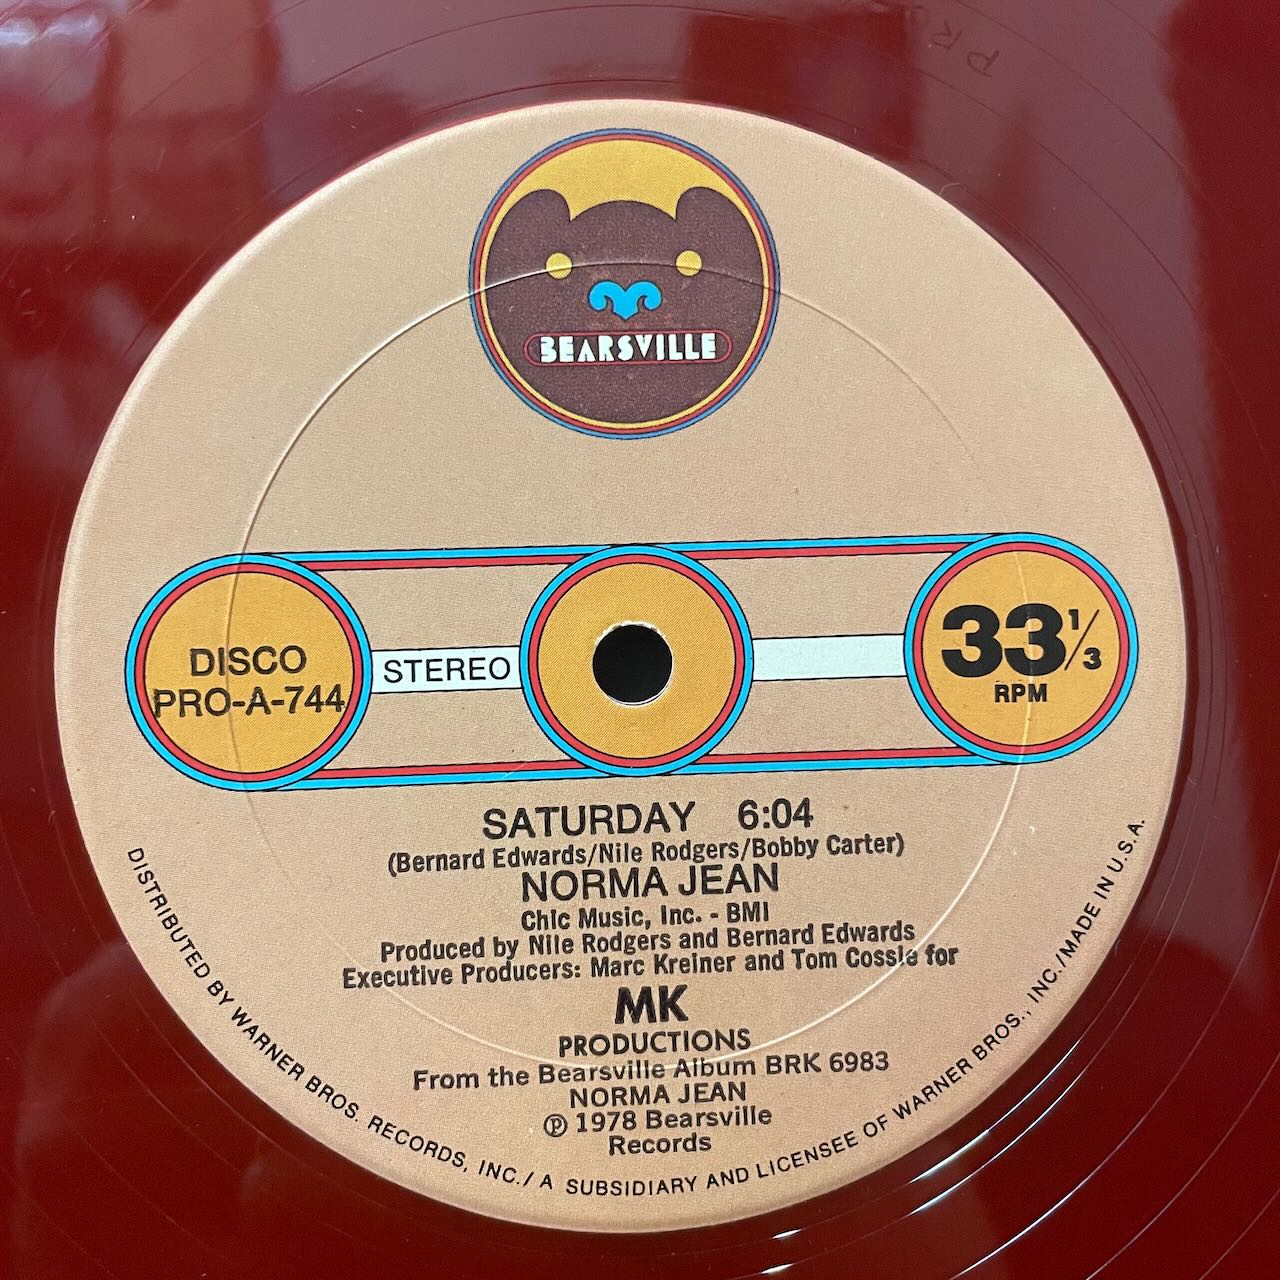 BEARSVILLE
DISCO
PRO-A-744
STEREO
33 1/3
RPM
SATURDAY 6:04
(Bernard Edwards/Nile Rodgers/Bobby Carter)
NORMA JEAN
Chic Music, Inc. - BMI
Produced by Nile Rodgers and Bernard Edwards
Executive Producers: Marc Kreiner and Tom Cossie for
MK
PRODUCTIONS
From the Bearsville Album BRK 6983
NORMA JEAN
℗ 1978 Bearsville
Records
DISTRIBUTED BY WARNER BROS. RECORDS, INC./ A SUBSIDIARY AND LICENSEE OF WARNER BROS., INC./MADE IN U.S.A.